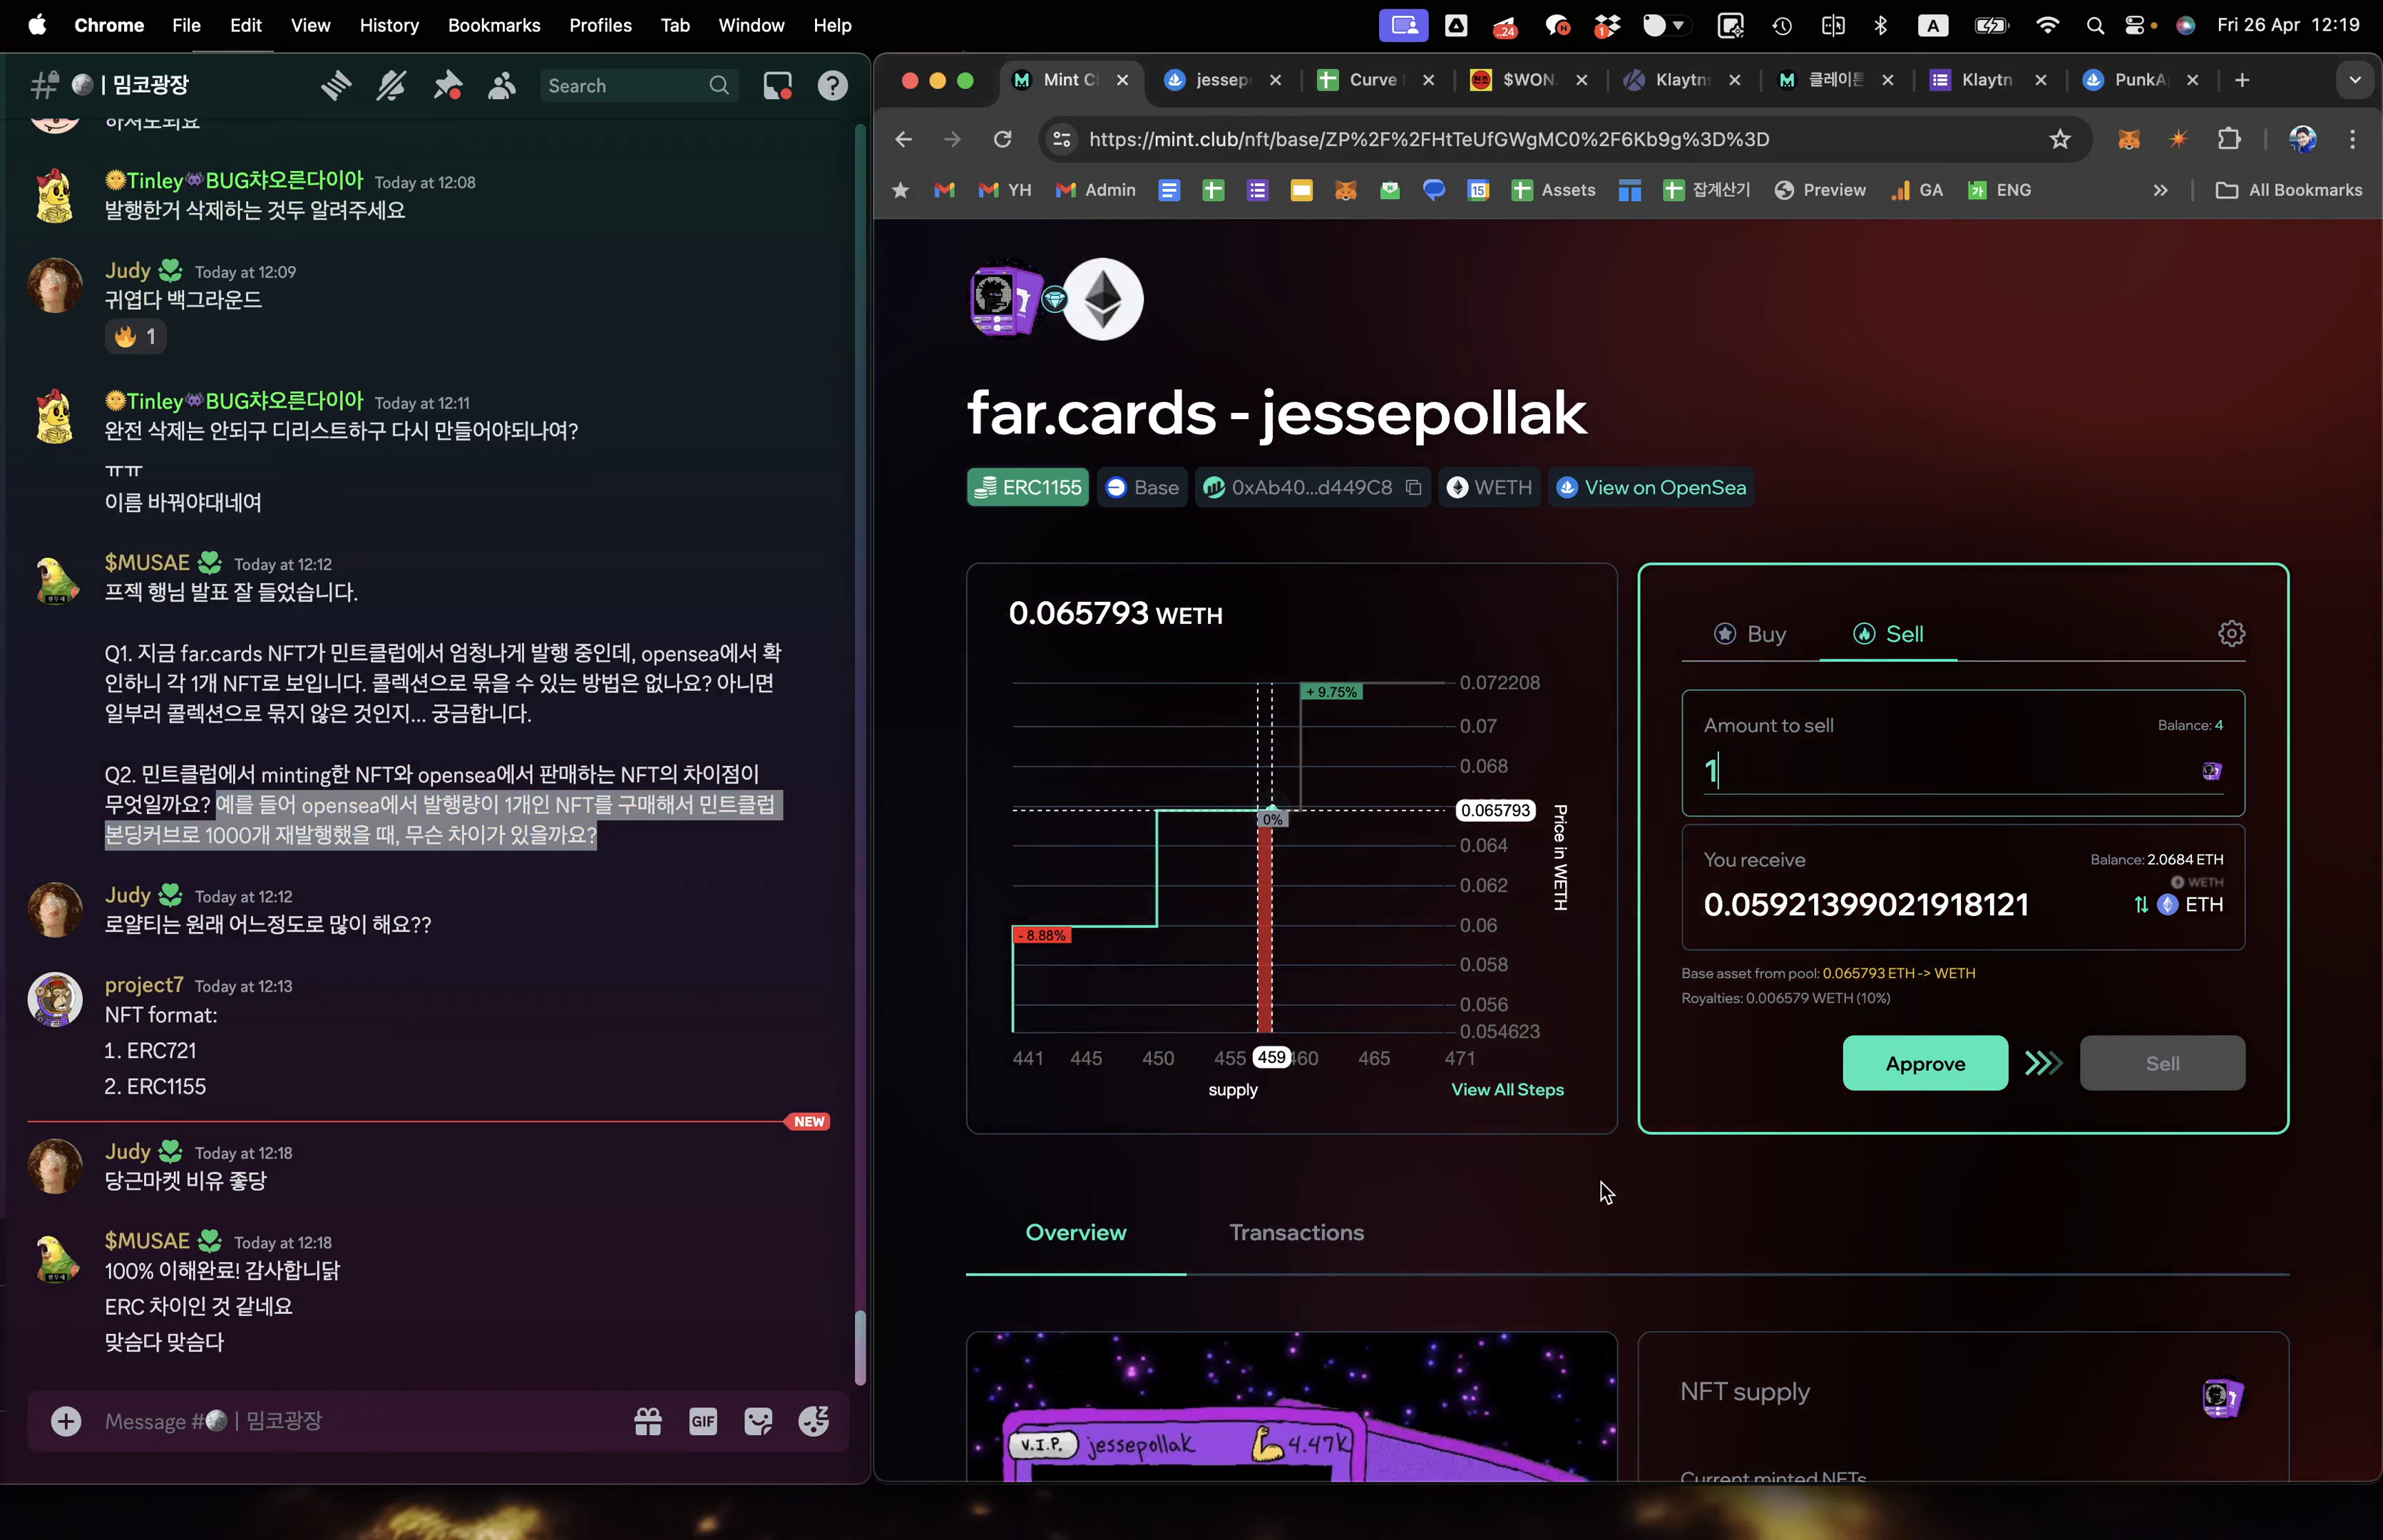 Chrome File Edit View History Bookmarks Profiles Tab Window Help
..24
N
1
A
Fri 26 Apr 12:19
| 밈코광장
Search
하셔도되요
Tinley BUG챠오른다이아 Today at 12:08
발행한거 삭제하는 것두 알려주세요
Judy Today at 12:09
귀엽다 백그라운드
1
Tinley BUG챠오른다이아 Today at 12:11
완전 삭제는 안되구 디리스트하구 다시 만들어야되나여?
ㅠㅠ
이름 바꿔야대네여
$MUSAE Today at 12:12
프젝 행님 발표 잘 들었습니다.
Q1. 지금 far.cards NFT가 민트클럽에서 엄청나게 발행 중인데, opensea에서 확
인하니 각 1개 NFT로 보입니다. 콜렉션으로 묶을 수 있는 방법은 없나요? 아니면
일부러 콜렉션으로 묶지 않은 것인지... 궁금합니다.
Q2. 민트클럽에서 minting한 NFT와 opensea에서 판매하는 NFT의 차이점이
무엇일까요? 예를 들어 opensea에서 발행량이 1개인 NFT를 구매해서 민트클럽
본딩커브로 1000개 재발행했을 때, 무슨 차이가 있을까요?
Judy Today at 12:12
로얄티는 원래 어느정도로 많이 해요??
project7 Today at 12:13
NFT format:
1. ERC721
2. ERC1155
NEW
Judy Today at 12:18
당근마켓 비유 좋당
$MUSAE Today at 12:18
100% 이해완료! 감사합니닭
ERC 차이인 것 같네요
맞슴다 맞슴다
Message # | 밈코광장
GIF
Mint Cl jessep Curve $WON. Klaytn 클레이튼 Klaytn PunkA
https://mint.club/nft/base/ZP%2F%2FHtTeUfGWgMC0%2F6Kb9g%3D%3D
YH Admin 15 Assets 잡계산기 Preview GA ENG All Bookmarks
far.cards - jessepollak
ERC1155 Base 0xAb40...d449C8 WETH View on OpenSea
0.065793 WETH
+ 9.75%
0.072208
0.07
0.068
0.065793
0%
0.064
0.062
0.06
- 8.88%
0.058
0.056
0.054623
Price in WETH
441 445 450 455 459 460 465 471
supply
View All Steps
Buy Sell
Amount to sell Balance: 4
1
You receive Balance: 2.0684 ETH
WETH
0.05921399021918121 ETH
Base asset from pool: 0.065793 ETH -> WETH
Royalties: 0.006579 WETH (10%)
Approve Sell
Overview Transactions
V.I.P. jessepollak 4.47K
NFT supply
Current minted NFTs